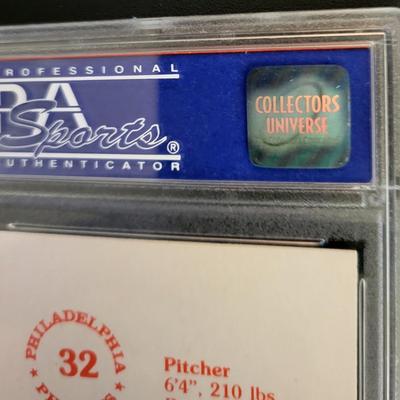 PROFESSIONAL
Sports®
AUTHENTICATOR
COLLECTORS
UNIVERSE
PHILADELPHIA
32
Pitcher
6'4", 210 lbs